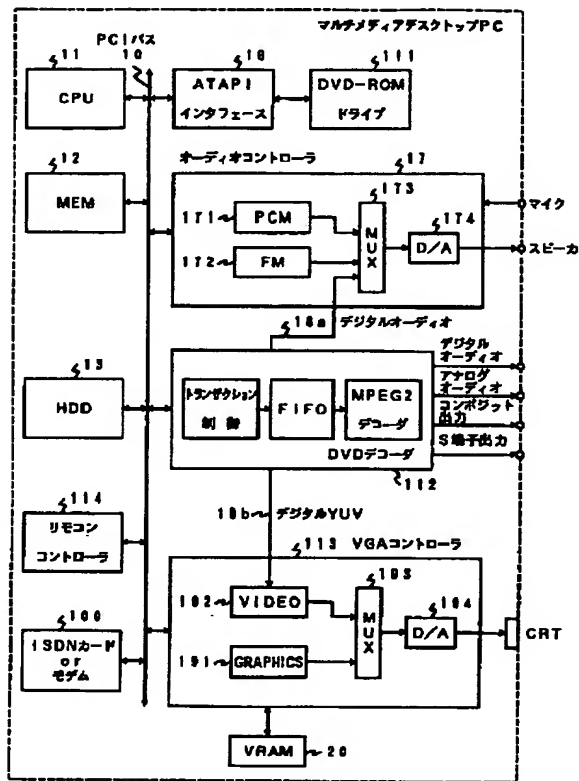 マルチメディアデスクトップPC
PCIバス
10
11
CPU
18
ATAPI
インタフェース
111
DVD-ROM
ドライブ
12
MEM
オーディオコントローラ
17
171
PCM
172
FM
173
MUX
174
D/A
マイク
スピーカ
18a デジタルオーディオ
13
HDD
トランザクション
制御
FIFO
MPEG2
デコーダ
DVDデコーダ
112
デジタル
オーディオ
アナログ
オーディオ
コンポジット
出力
S端子出力
114
リモコン
コントローラ
18b デジタルYUV
113 VGAコントローラ
192
VIDEO
191
GRAPHICS
193
MUX
194
D/A
CRT
100
ISDNカード
or
モデム
VRAM
20